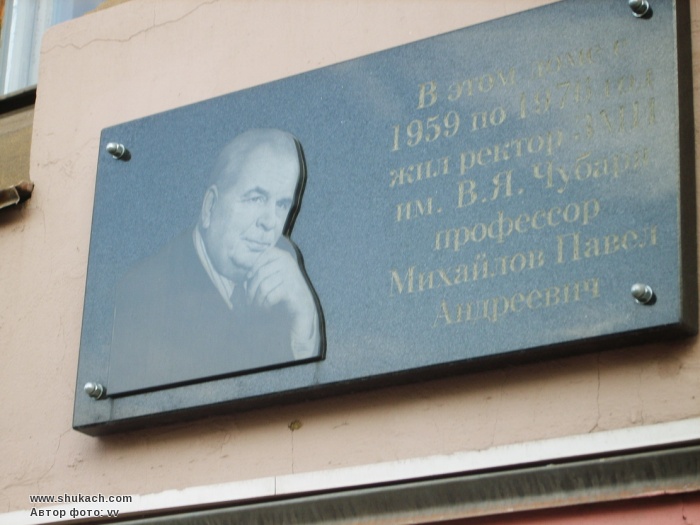 В этом доме с
1959 по 1970 год
жил ректор ЗМИ
им. В.Я. Чубаря
профессор
Михайлов Павел
Андреевич
www.shukach.com
Автор фото: vv